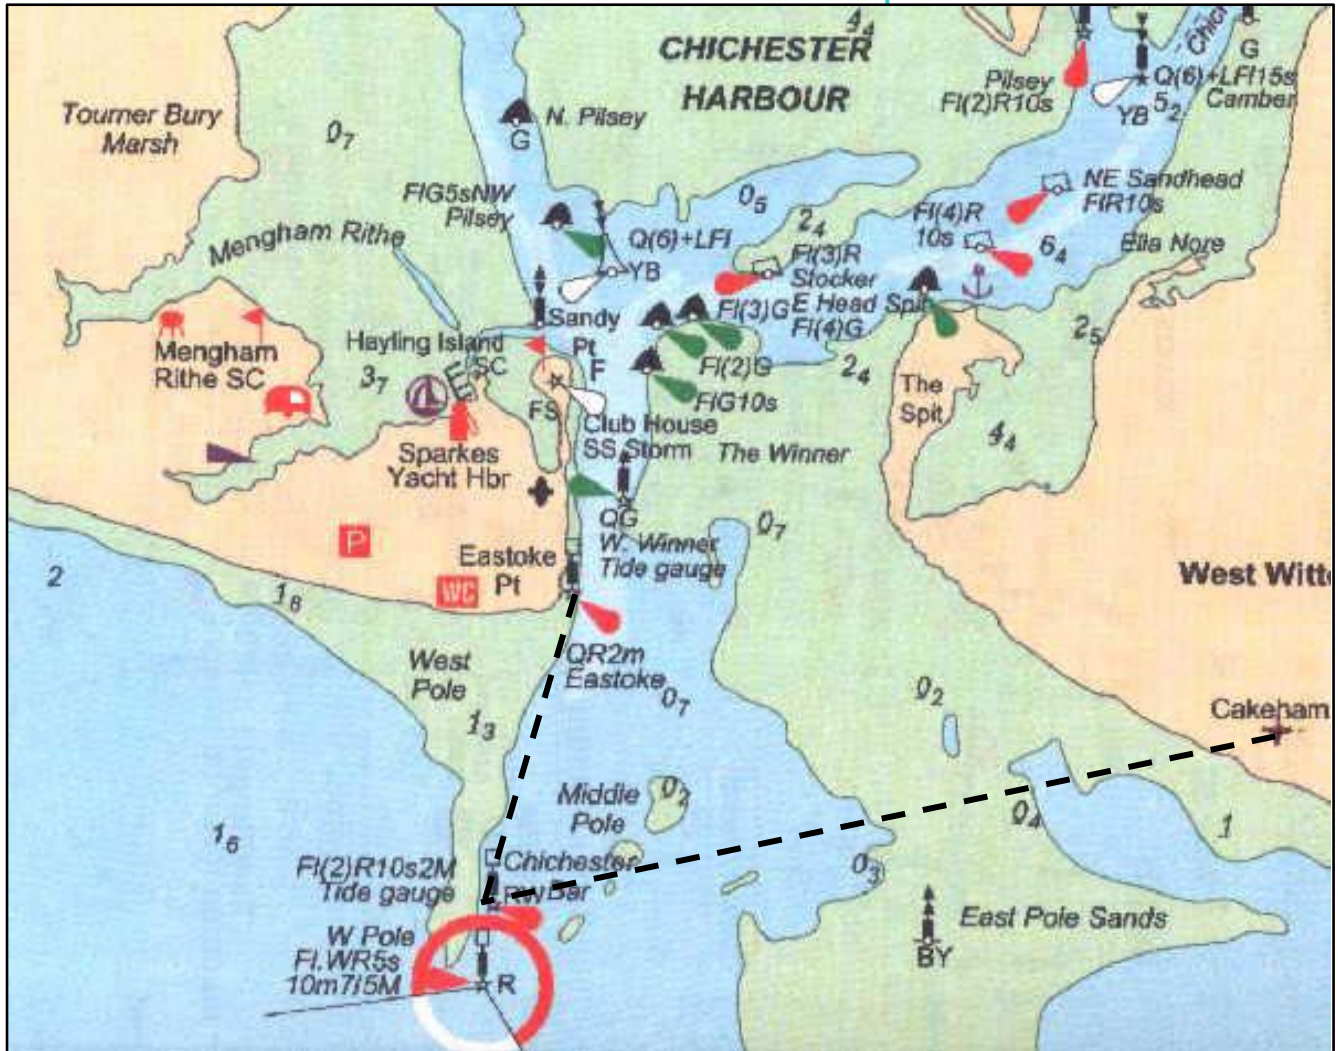 CHICHESTER
HARBOUR
4₄
Chic
G
Pilsey
Fl(2)R10s
Q(6)+LFl15s
Camber
5₂
YB
Tourner Bury
Marsh
0₇
N. Pilsey
G
FlG5sNW
Pilsey
0₅
2₄
NE Sandhead
FlR10s
Fl(4)R
10s
6₄
Ella Nore
Mengham Rithe
Q(6)+LFl
YB
Fl(3)R
Stocker
E Head Spit
Fl(3)G
Fl(4)G
Sandy
Pt
F
Hayling Island
SC
Mengham
Rithe SC
3₇
2₅
Fl(2)G
2₄
FlG10s
The
Spit
FS
Club House
SS Storm
The Winner
4₄
Sparkes
Yacht Hbr
QG
W. Winner
Tide gauge
0₇
P
Eastoke
Pt
WC
West Witt
2
1₈
QR2m
Eastoke
0₇
West
Pole
0₂
Cakeham
1₃
Middle
Pole
0₂
0₄
1
1₆
Fl(2)R10s2M
Tide gauge
Chichester
RW Bar
0₃
East Pole Sands
BY
W Pole
Fl.WR5s
10m7/5M
R